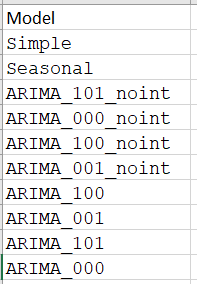 Model
Simple
Seasonal
ARIMA_101_noint
ARIMA_000_noint
ARIMA_100_noint
ARIMA_001_noint
ARIMA_100
ARIMA_001
ARIMA_101
ARIMA_000